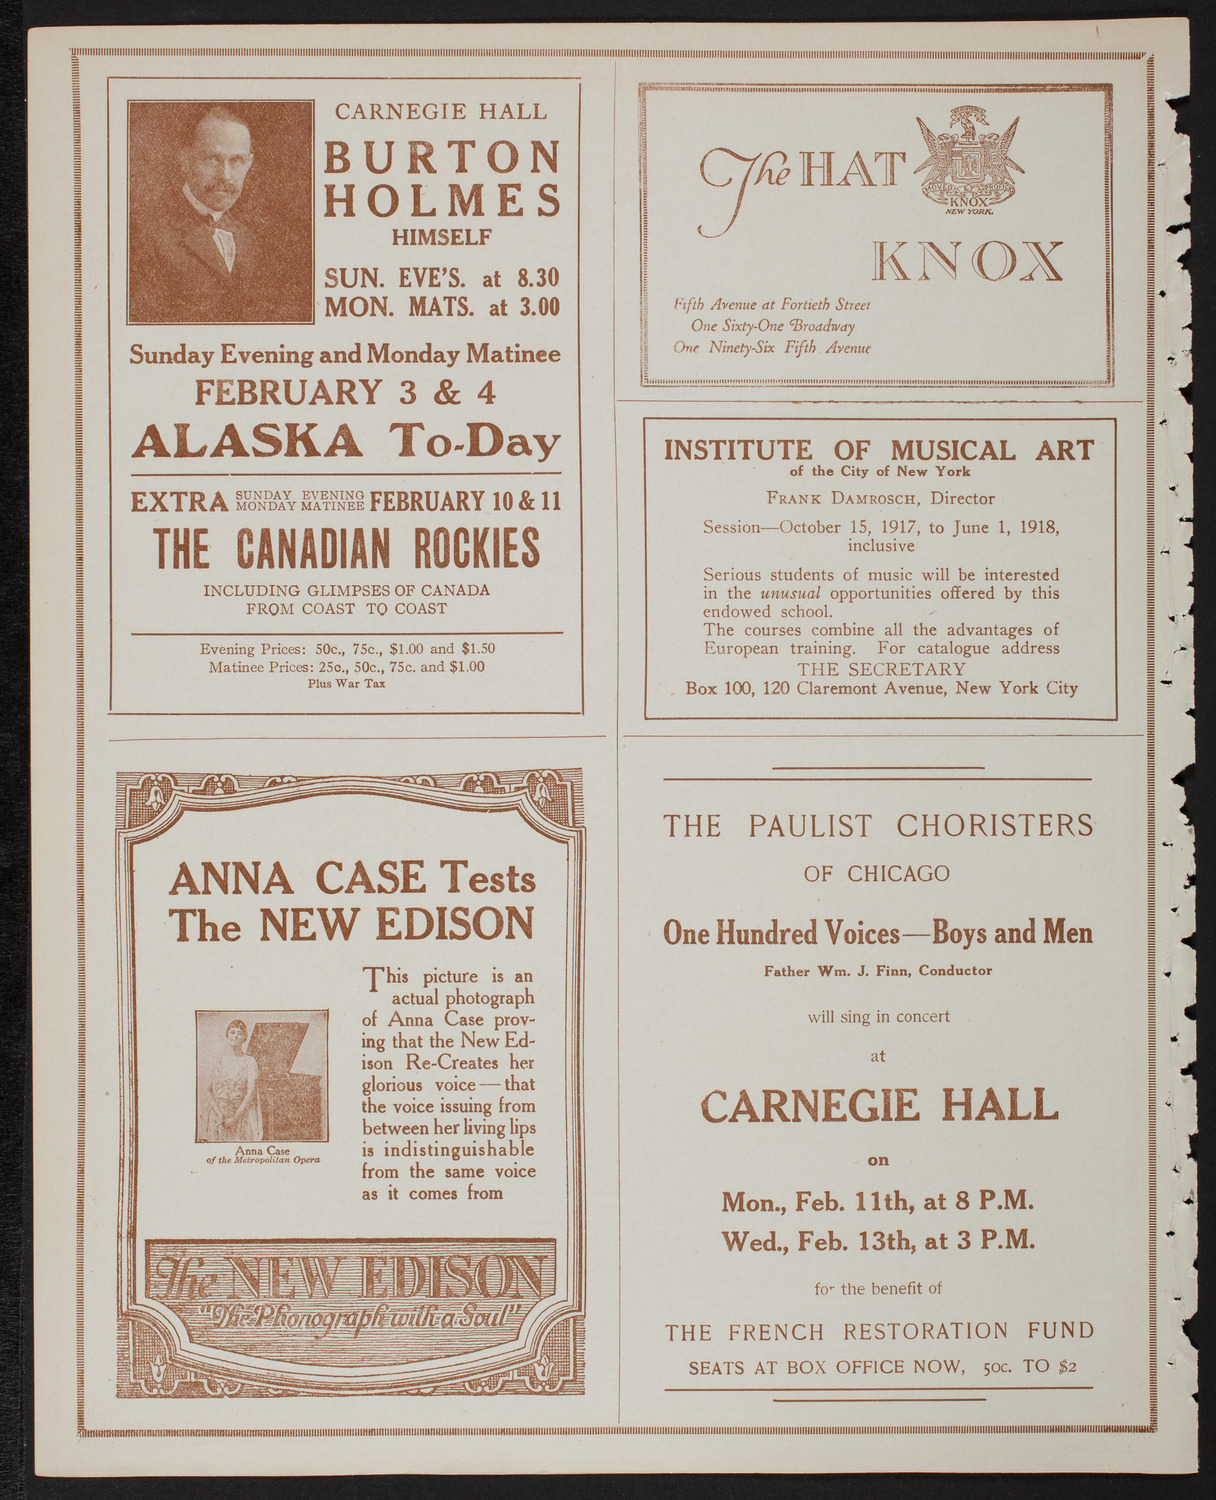 CARNEGIE HALL
BURTON
HOLMES
HIMSELF
SUN. EVE'S. at 8.30
MON. MATS. at 3.00
Sunday Evening and Monday Matinee
FEBRUARY 3 & 4
ALASKA To-Day
EXTRA SUNDAY EVENING MONDAY MATINEE FEBRUARY 10 & 11
THE CANADIAN ROCKIES
INCLUDING GLIMPSES OF CANADA
FROM COAST TO COAST
Evening Prices: 50c., 75c., $1.00 and $1.50
Matinee Prices: 25c., 50c., 75c. and $1.00
Plus War Tax
ANNA CASE Tests
The NEW EDISON
This picture is an
actual photograph
of Anna Case prov-
ing that the New Ed-
ison Re-Creates her
glorious voice—that
the voice issuing from
between her living lips
is indistinguishable
from the same voice
as it comes from
Anna Case
of the Metropolitan Opera
The NEW EDISON
"The Phonograph with a Soul"
The HAT
KNOX
NEW YORK.
KNOX
Fifth Avenue at Fortieth Street
One Sixty-One Broadway
One Ninety-Six Fifth Avenue
INSTITUTE OF MUSICAL ART
of the City of New York
FRANK DAMROSCH, Director
Session—October 15, 1917, to June 1, 1918,
inclusive
Serious students of music will be interested
in the unusual opportunities offered by this
endowed school.
The courses combine all the advantages of
European training. For catalogue address
THE SECRETARY
Box 100, 120 Claremont Avenue, New York City
THE PAULIST CHORISTERS
OF CHICAGO
One Hundred Voices—Boys and Men
Father Wm. J. Finn, Conductor
will sing in concert
at
CARNEGIE HALL
on
Mon., Feb. 11th, at 8 P.M.
Wed., Feb. 13th, at 3 P.M.
for the benefit of
THE FRENCH RESTORATION FUND
SEATS AT BOX OFFICE NOW, 50c. TO $2